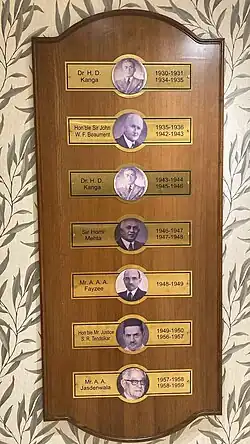 Dr. H. D.
Kanga
1930-1931
1934-1935
Hon'ble Sir John
W. F. Beaumont
1935-1936
1942-1943
Dr. H. D.
Kanga
1943-1944
1945-1946
Sir Homi
Mehta
1946-1947
1947-1948
Mr. A. A. A.
Fayzee
1948-1949
Hon'ble Mr. Justice
S. R. Tendolkar
1949-1950
1956-1957
Mr. A. A.
Jasdenwala
1957-1958
1958-1959